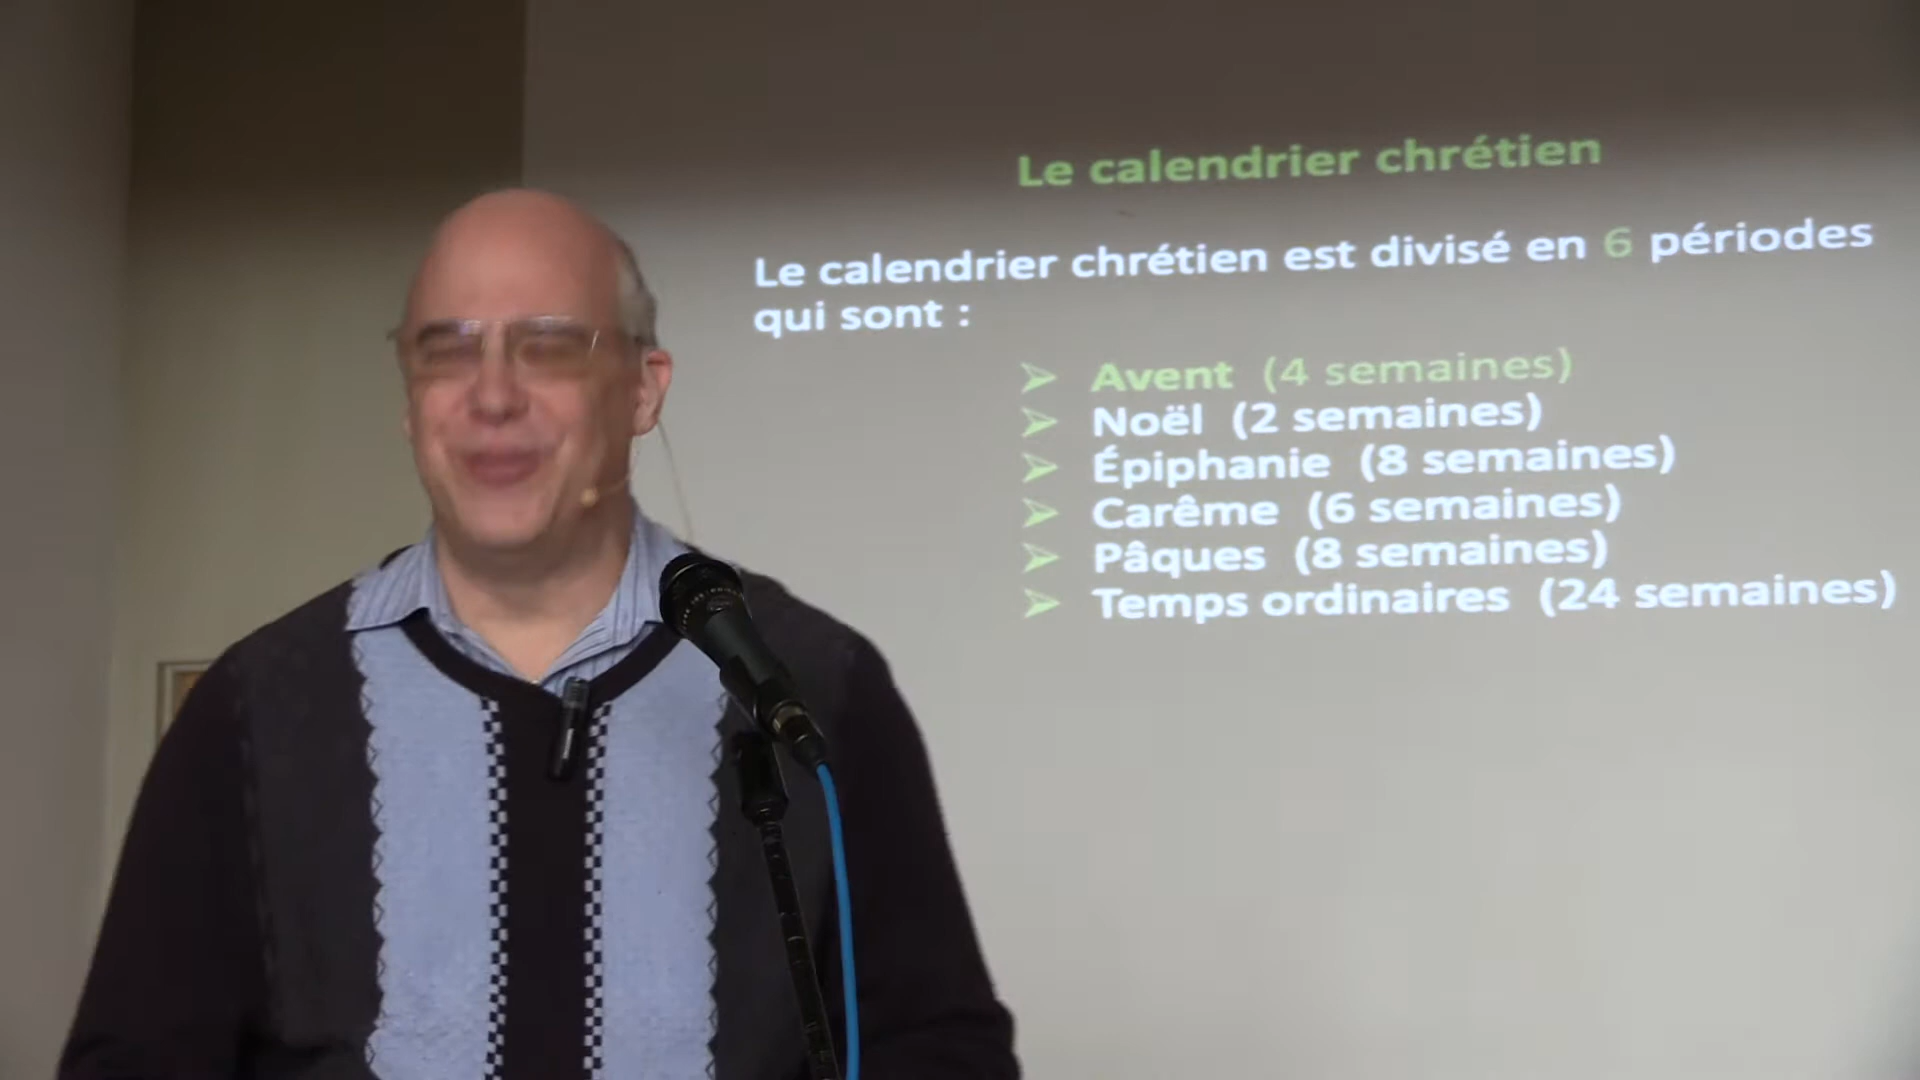 Le calendrier chrétien
Le calendrier chrétien est divisé en 6 périodes
qui sont :
➤ Avent (4 semaines)
➤ Noël (2 semaines)
➤ Épiphanie (8 semaines)
➤ Carême (6 semaines)
➤ Pâques (8 semaines)
➤ Temps ordinaires (24 semaines)